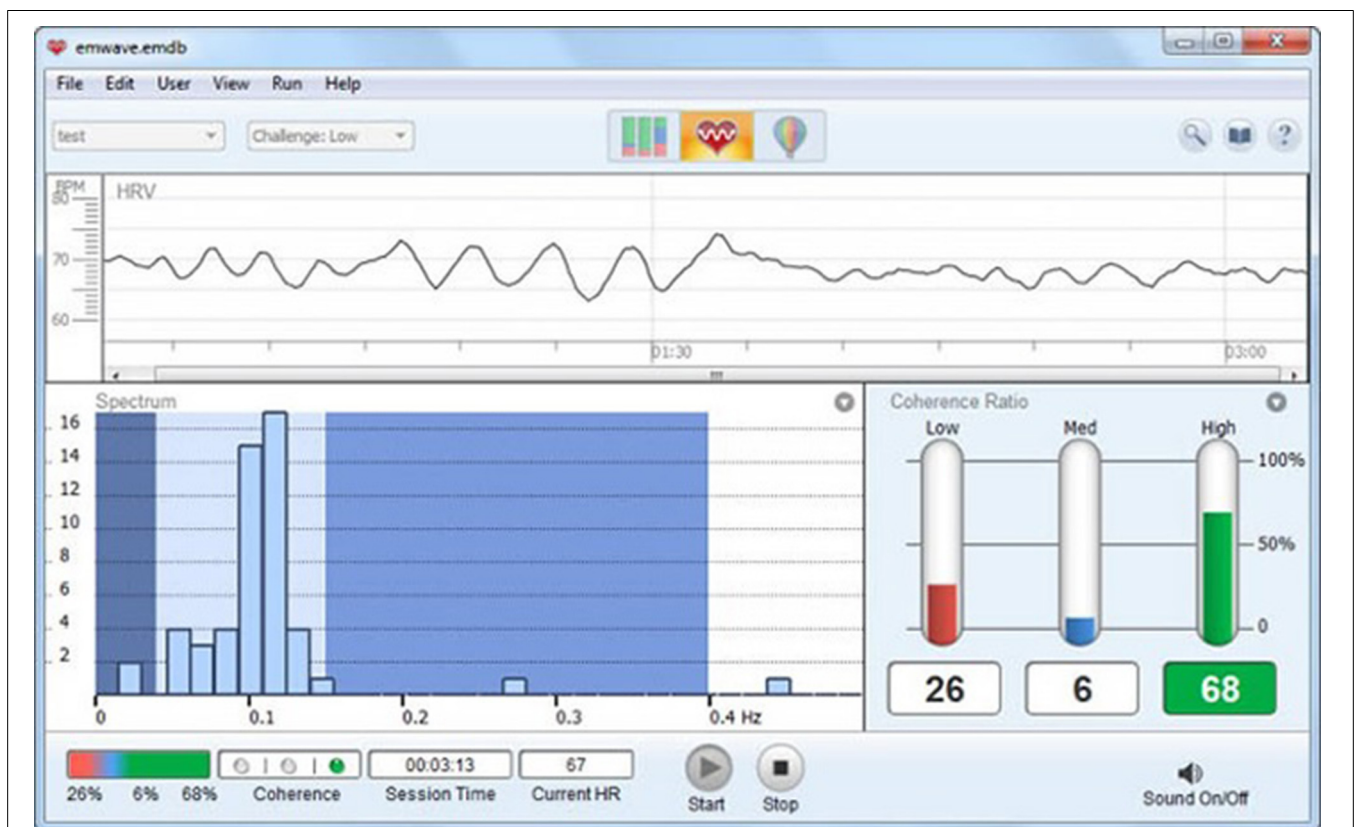 emwave.emdb
File Edit User View Run Help
test Challenge: Low ?
BPM HRV
80
70
60
01:30 03:00
Spectrum
16
14
12
10
8
6
4
2
0 0.1 0.2 0.3 0.4 Hz
Coherence Ratio
Low Med High
100%
50%
0
26 6 68
00:03:13 67
26% 6% 68% Coherence Session Time Current HR Start Stop Sound On/Off